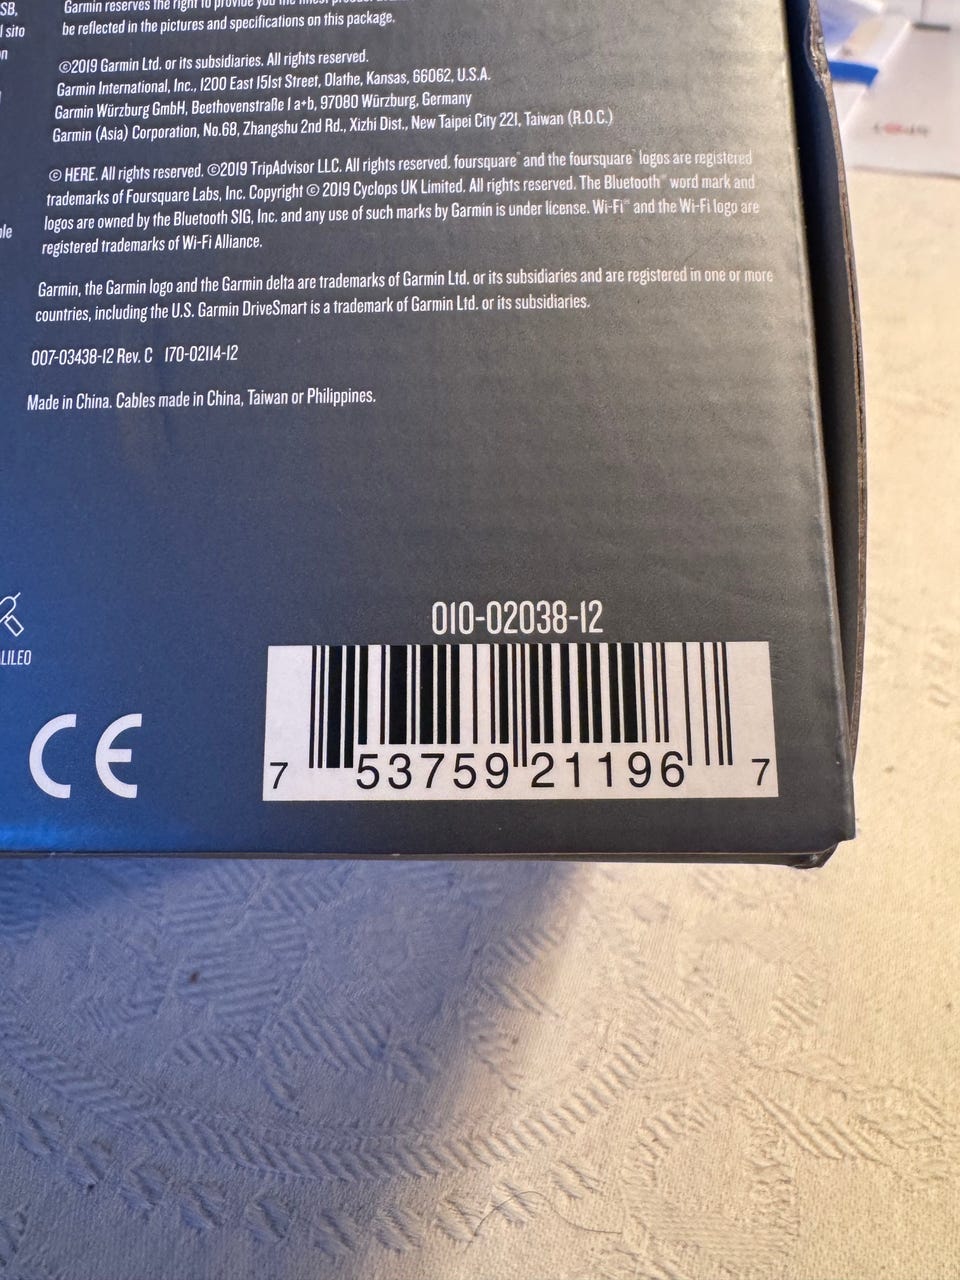 SB,
l sito
on
Garmin reserves the right to provide you the
be reflected in the pictures and specifications on this package.
©2019 Garmin Ltd. or its subsidiaries. All rights reserved.
Garmin International, Inc., 1200 East 151st Street, Olathe, Kansas, 66062, U.S.A.
Garmin Würzburg GmbH, Beethovenstraße 1 a+b, 97080 Würzburg, Germany
Garmin (Asia) Corporation, No.68, Zhangshu 2nd Rd., Xizhi Dist., New Taipei City 221, Taiwan (R.O.C.)
© HERE. All rights reserved. ©2019 TripAdvisor LLC. All rights reserved. foursquare® and the foursquare® logos are registered
trademarks of Foursquare Labs, Inc. Copyright © 2019 Cyclops UK Limited. All rights reserved. The Bluetooth® word mark and
logos are owned by the Bluetooth SIG, Inc. and any use of such marks by Garmin is under license. Wi-Fi® and the Wi-Fi logo are
registered trademarks of Wi-Fi Alliance.
Garmin, the Garmin logo and the Garmin delta are trademarks of Garmin Ltd. or its subsidiaries and are registered in one or more
countries, including the U.S. Garmin DriveSmart is a trademark of Garmin Ltd. or its subsidiaries.
007-03438-12 Rev. C 170-02114-12
Made in China. Cables made in China, Taiwan or Philippines.
ALILEO
CE
010-02038-12
7 53759 21196 7